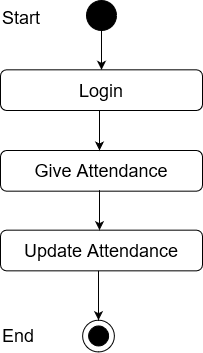 Start
Login
Give Attendance
Update Attendance
End